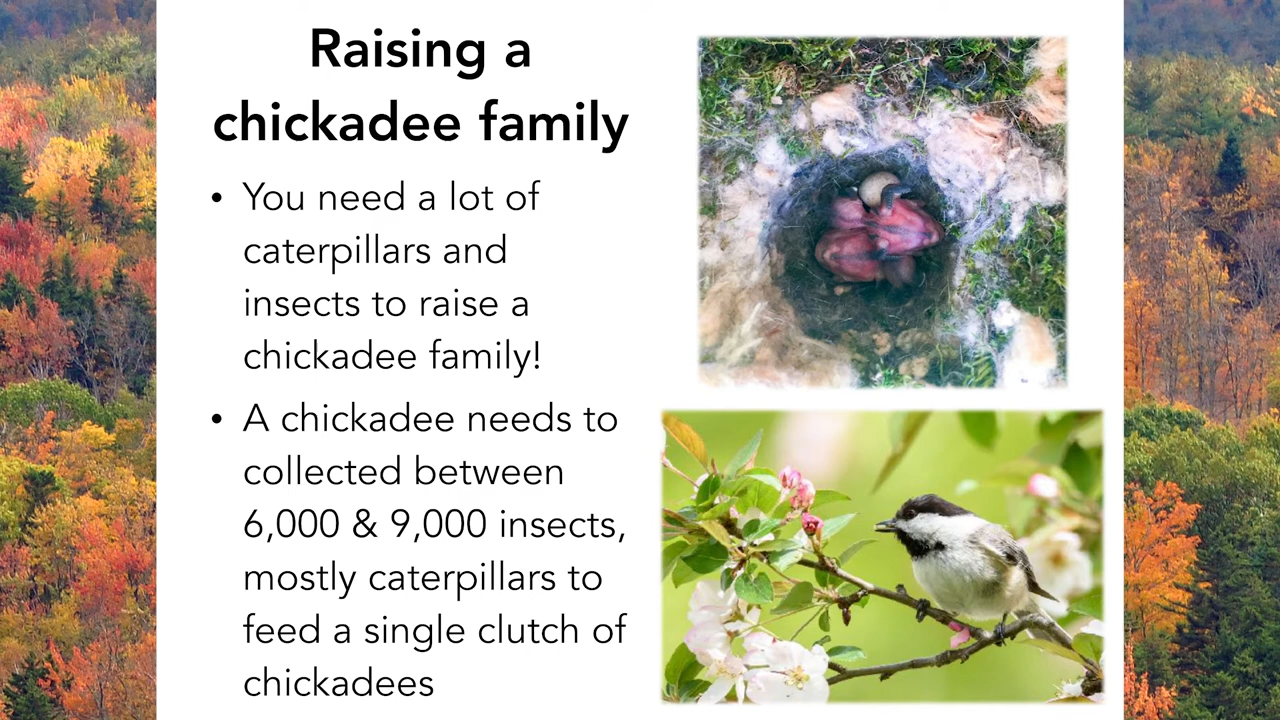 Raising a
chickadee family
• You need a lot of
caterpillars and
insects to raise a
chickadee family!
• A chickadee needs to
collected between
6,000 & 9,000 insects,
mostly caterpillars to
feed a single clutch of
chickadees